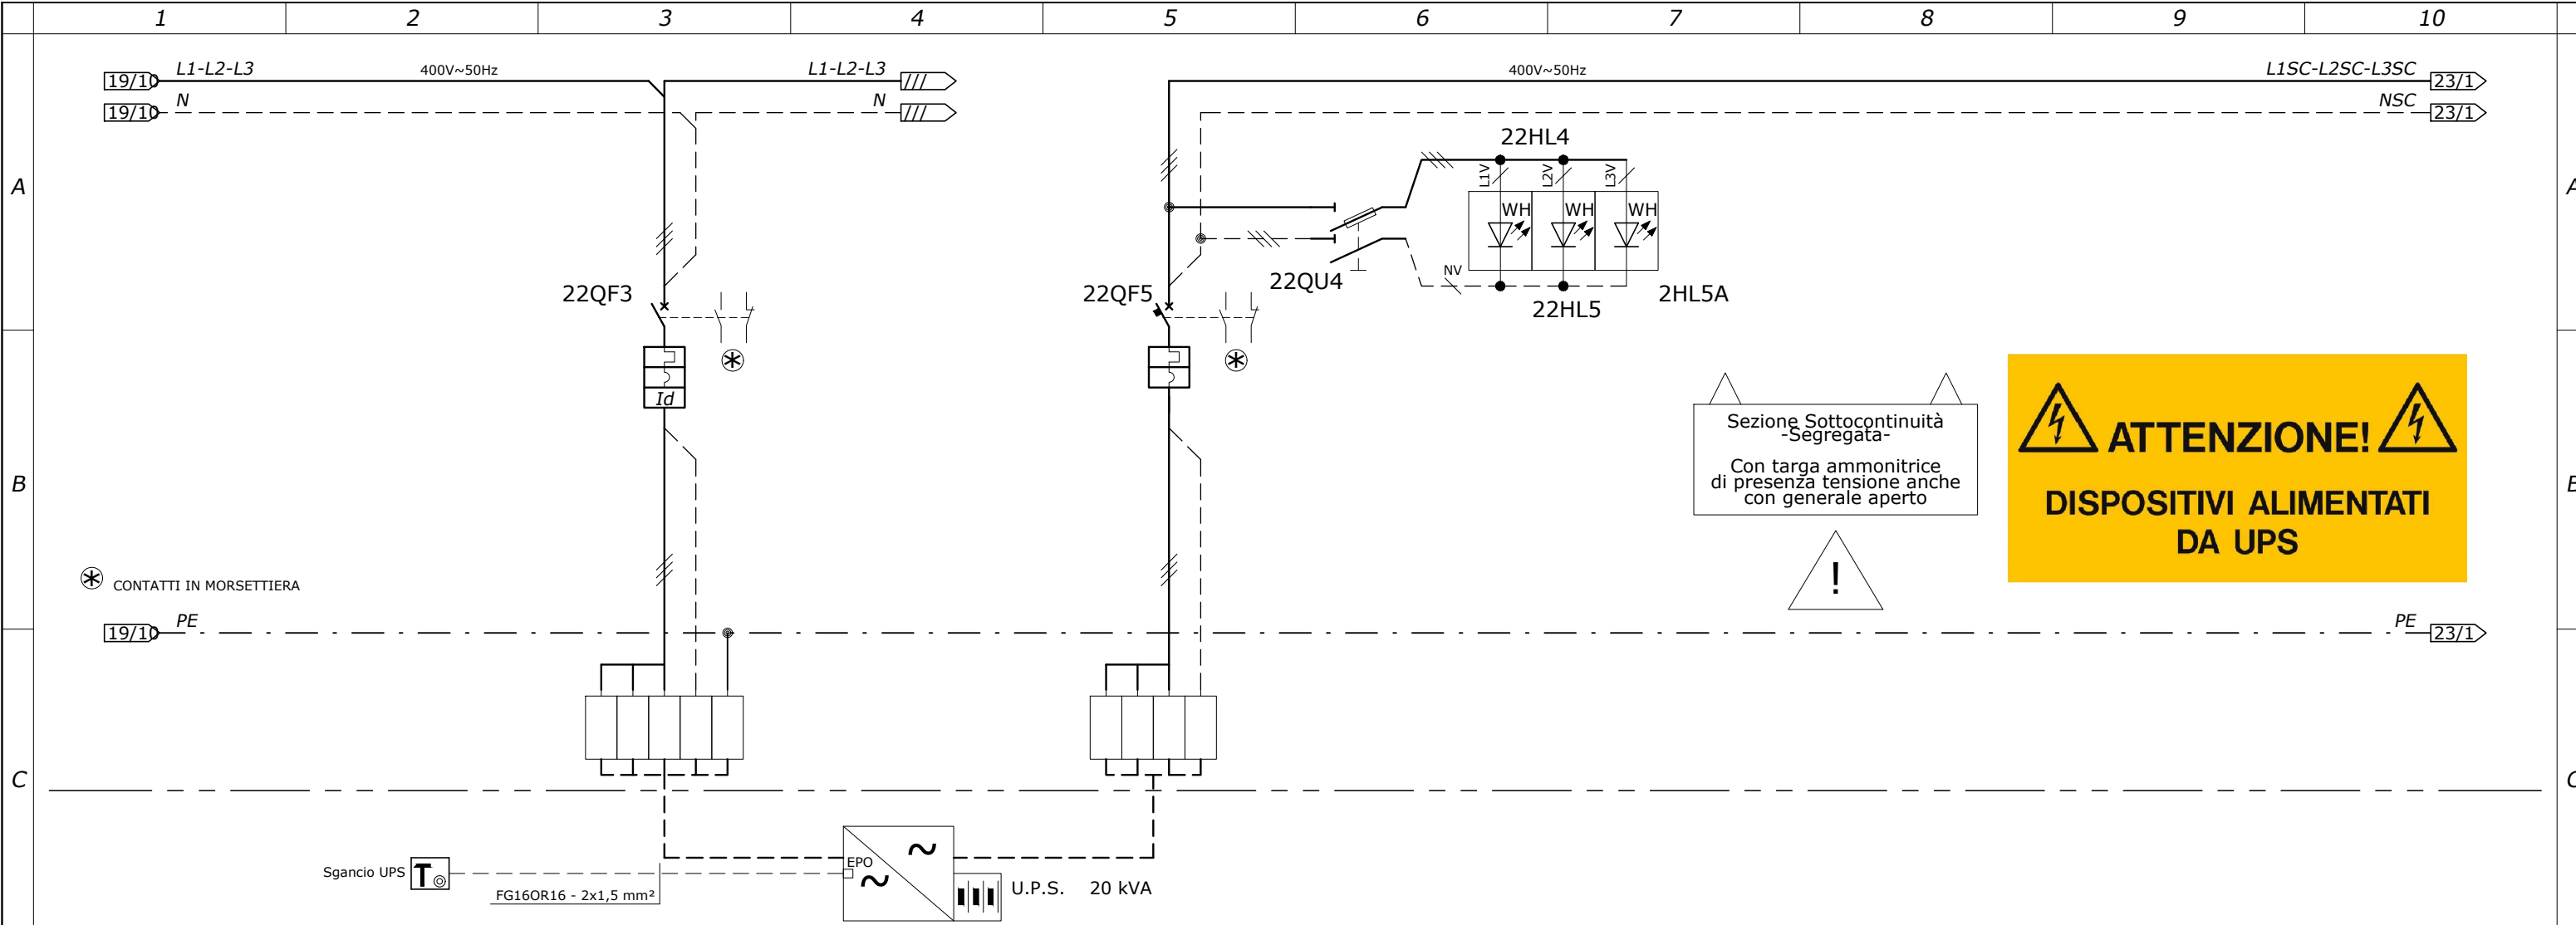 1 2 3 4 5 6 7 8 9 10
19/10 L1-L2-L3 400V~50Hz L1-L2-L3 ///
19/10 N N ///
400V~50Hz L1SC-L2SC-L3SC 23/1
NSC 23/1
22HL4
L1V L2V L3V
A
WH WH WH
22QF3
22QF5
22QU4
NV
22HL5
2HL5A
Id
Sezione Sottocontinuità
-Segregata-
Con targa ammonitrice
di presenza tensione anche
con generale aperto
!
ATTENZIONE!
DISPOSITIVI ALIMENTATI
DA UPS
B
CONTATTI IN MORSETTIERA
19/10 PE PE 23/1
C
Sgancio UPS T
FG16OR16 - 2x1,5 mm²
EPO
~
~
U.P.S. 20 kVA